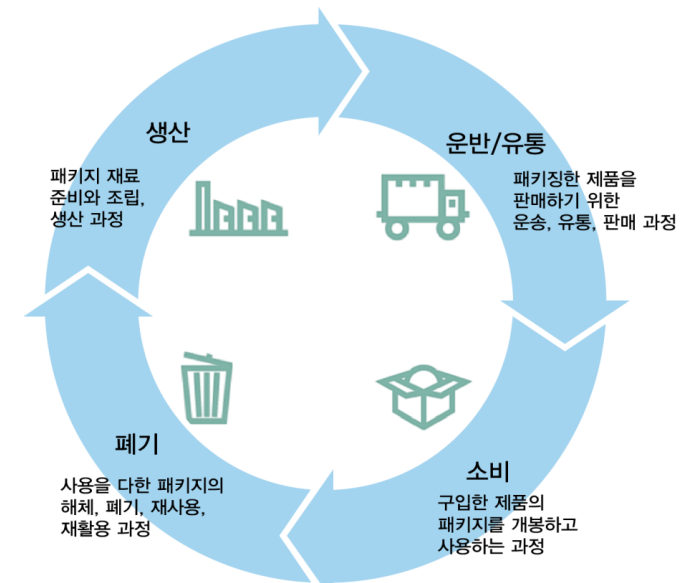 생산
패키지 재료
준비와 조립,
생산 과정
운반/유통
패키징한 제품을
판매하기 위한
운송, 유통, 판매 과정
소비
구입한 제품의
패키지를 개봉하고
사용하는 과정
폐기
사용을 다한 패키지의
해체, 폐기, 재사용,
재활용 과정